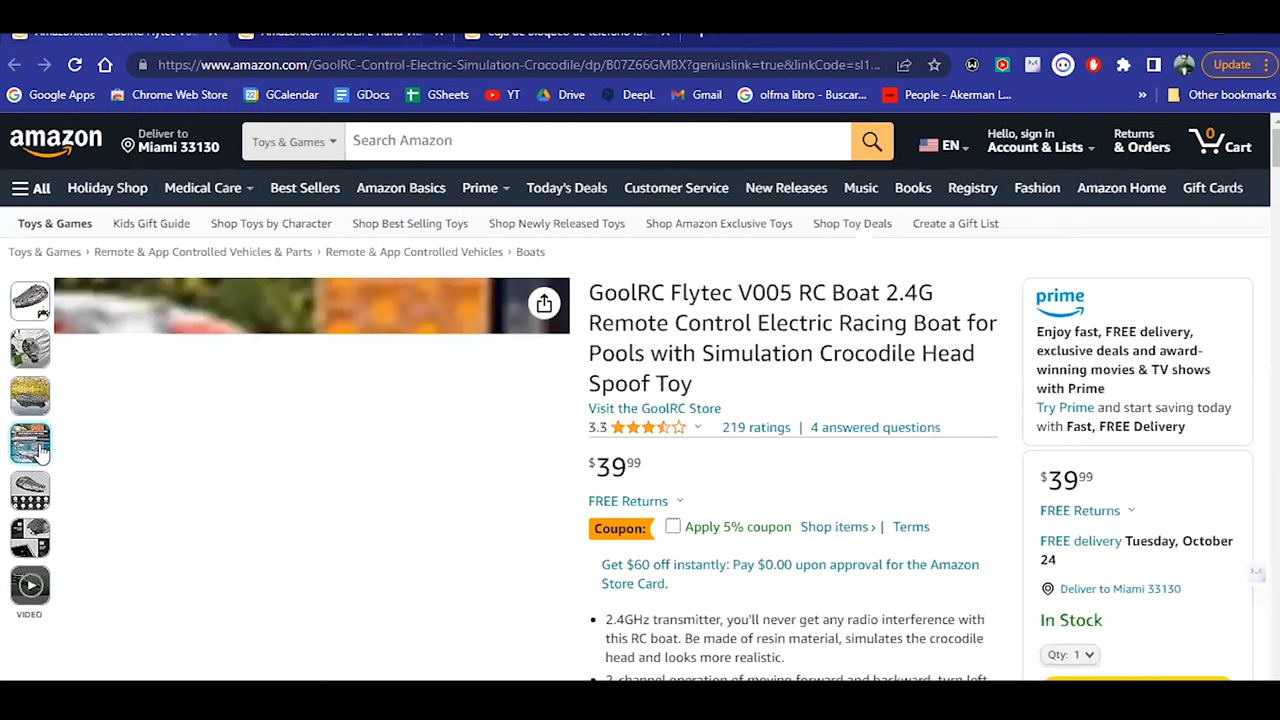 https://www.amazon.com/GoolRC-Control-Electric-Simulation-Crocodile/dp/B07Z66GMBX?geniuslink=true&linkCode=sl1...
Update
Google Apps
Chrome Web Store
GCalendar
GDocs
GSheets
YT
Drive
DeepL
Gmail
olfma libro - Buscar...
People - Akerman L...
»
Other bookmarks
amazon
Deliver to
Miami 33130
Toys & Games
Search Amazon
EN
Hello, sign in
Account & Lists
Returns
& Orders
0
Cart
All
Holiday Shop
Medical Care
Best Sellers
Amazon Basics
Prime
Today's Deals
Customer Service
New Releases
Music
Books
Registry
Fashion
Amazon Home
Gift Cards
Toys & Games
Kids Gift Guide
Shop Toys by Character
Shop Best Selling Toys
Shop Newly Released Toys
Shop Amazon Exclusive Toys
Shop Toy Deals
Create a Gift List
Toys & Games › Remote & App Controlled Vehicles & Parts › Remote & App Controlled Vehicles › Boats
VIDEO
GoolRC Flytec V005 RC Boat 2.4G
Remote Control Electric Racing Boat for
Pools with Simulation Crocodile Head
Spoof Toy
Visit the GoolRC Store
3.3
219 ratings | 4 answered questions
$39 99
FREE Returns
Coupon: Apply 5% coupon Shop items › | Terms
Get $60 off instantly: Pay $0.00 upon approval for the Amazon
Store Card.
• 2.4GHz transmitter, you'll never get any radio interference with
this RC boat. Be made of resin material, simulates the crocodile
head and looks more realistic.
• 2-channel operation of moving forward and backward, turn left
prime
Enjoy fast, FREE delivery,
exclusive deals and award-
winning movies & TV shows
with Prime
Try Prime and start saving today
with Fast, FREE Delivery
$39 99
FREE Returns
FREE delivery Tuesday, October
24
Deliver to Miami 33130
In Stock
Qty: 1